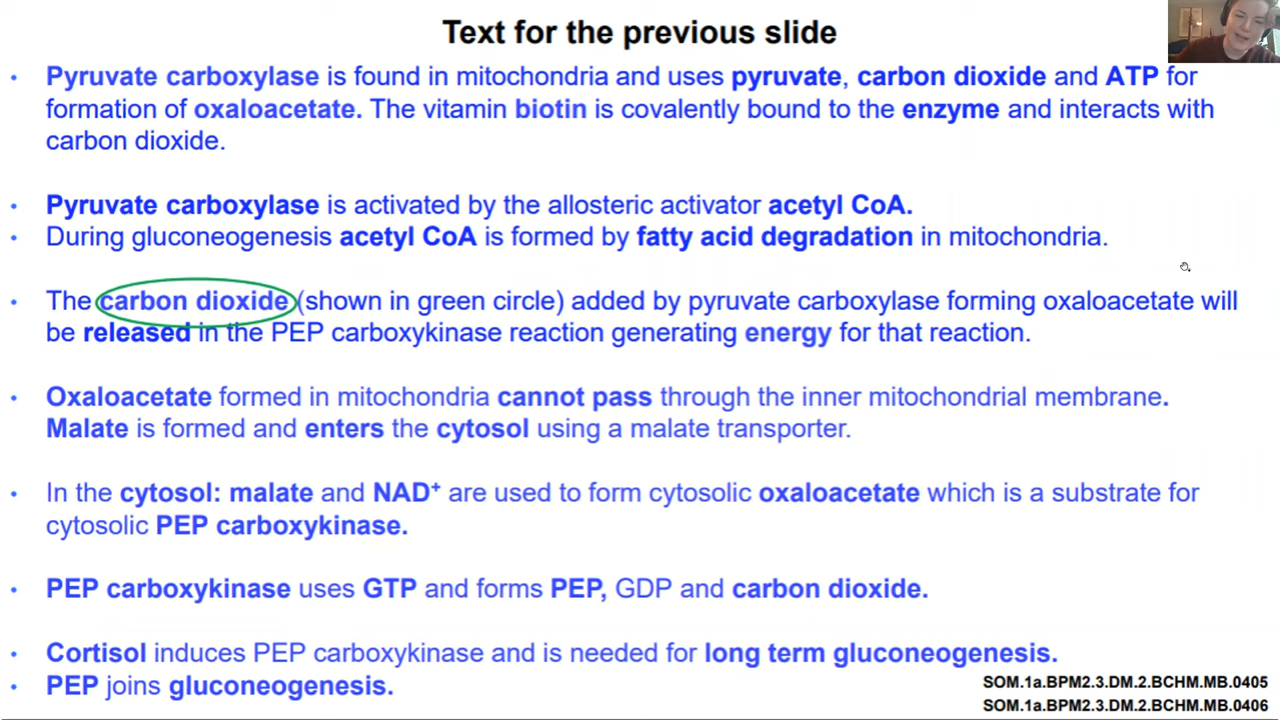 Text for the previous slide
• Pyruvate carboxylase is found in mitochondria and uses pyruvate, carbon dioxide and ATP for
formation of oxaloacetate. The vitamin biotin is covalently bound to the enzyme and interacts with
carbon dioxide.
• Pyruvate carboxylase is activated by the allosteric activator acetyl CoA.
• During gluconeogenesis acetyl CoA is formed by fatty acid degradation in mitochondria.
• The carbon dioxide (shown in green circle) added by pyruvate carboxylase forming oxaloacetate will
be released in the PEP carboxykinase reaction generating energy for that reaction.
• Oxaloacetate formed in mitochondria cannot pass through the inner mitochondrial membrane.
Malate is formed and enters the cytosol using a malate transporter.
• In the cytosol: malate and NAD⁺ are used to form cytosolic oxaloacetate which is a substrate for
cytosolic PEP carboxykinase.
• PEP carboxykinase uses GTP and forms PEP, GDP and carbon dioxide.
• Cortisol induces PEP carboxykinase and is needed for long term gluconeogenesis.
• PEP joins gluconeogenesis.
SOM.1a.BPM2.3.DM.2.BCHM.MB.0405
SOM.1a.BPM2.3.DM.2.BCHM.MB.0406